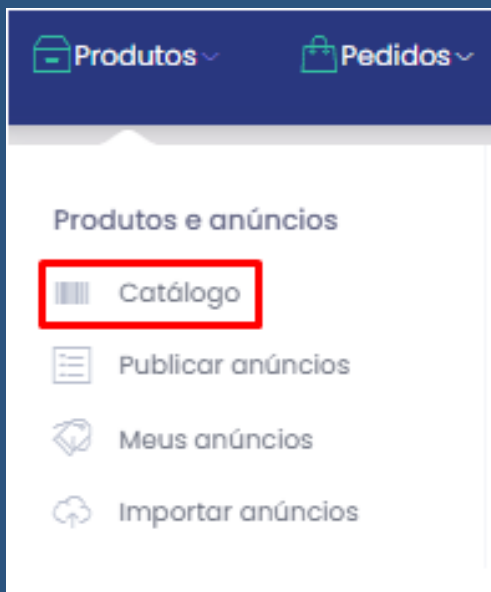 Produtos Pedidos
Produtos e anúncios
Catálogo
Publicar anúncios
Meus anúncios
Importar anúncios